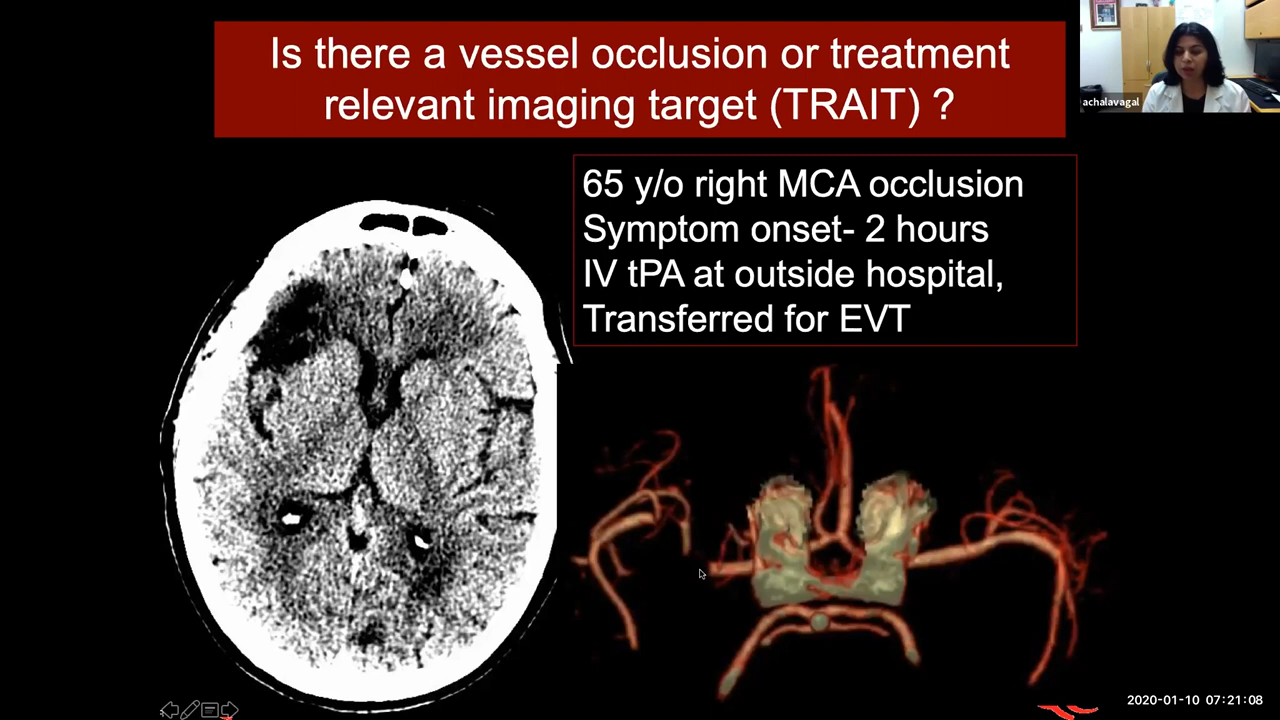 Is there a vessel occlusion or treatment
relevant imaging target (TRAIT) ?
achalavagal
65 y/o right MCA occlusion
Symptom onset- 2 hours
IV tPA at outside hospital,
Transferred for EVT
2020-01-10 07:21:08